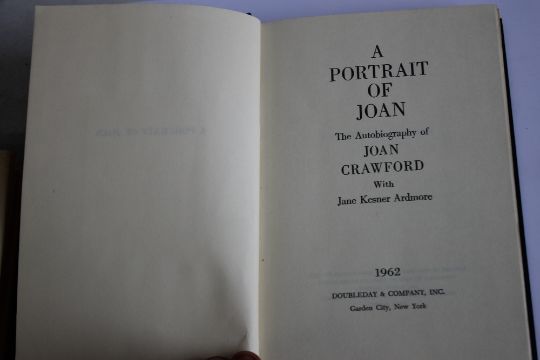 A
PORTRAIT
OF
JOAN
The Autobiography of
JOAN
CRAWFORD
With
Jane Kesner Ardmore
1962
DOUBLEDAY & COMPANY, INC.
Garden City, New York